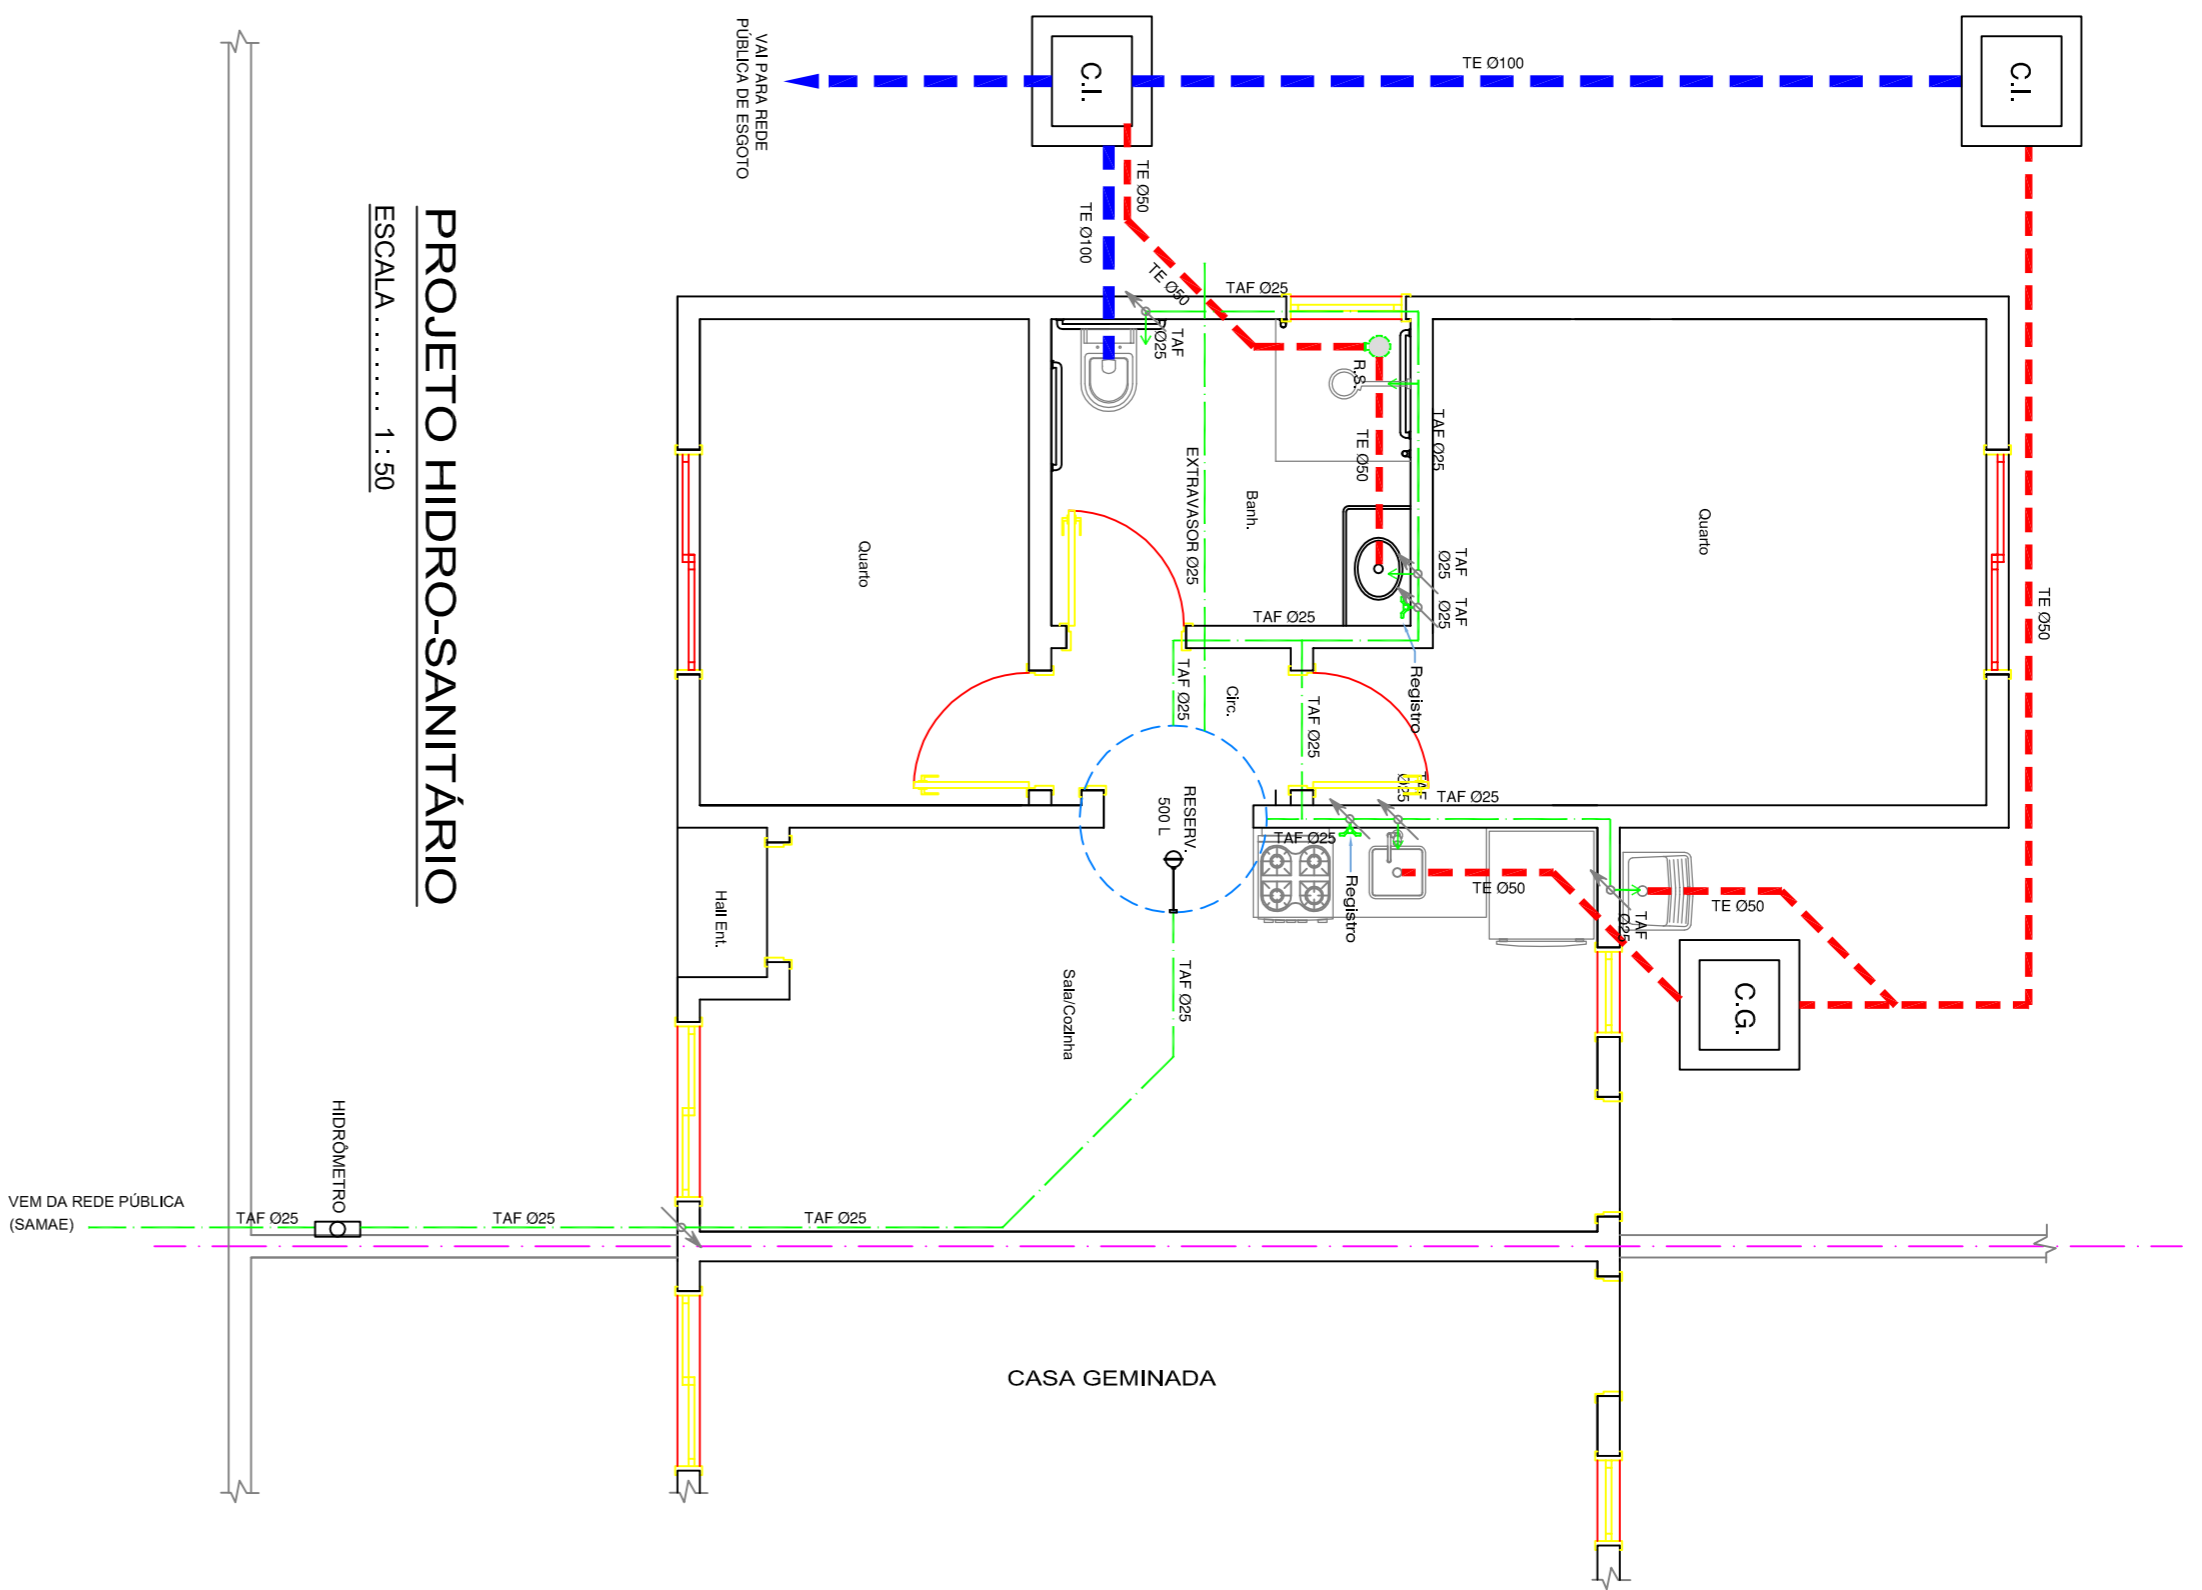 PROJETO HIDRO-SANITÁRIO
ESCALA........ 1 : 50
VAI PARA REDE
PÚBLICA DE ESGOTO
C.I.
TE Ø100
C.I.
TE Ø50
TE Ø100
TE Ø50
TAF Ø25
TAF
Ø25
R.S.
TAF Ø25
TE Ø50
EXTRAVASOR Ø25
Banh.
Quarto
Quarto
TAF
Ø25
TAF
Ø25
TAF Ø25
TE Ø50
Registro
TAF Ø25
Circ.
TAF Ø25
RESERV.
500 L
TAF
Ø25
TAF Ø25
TAF Ø25
Registro
TE Ø50
TE Ø50
TAF
Ø25
Hall Ent.
C.G.
Sala/Cozinha
TAF Ø25
HIDRÔMETRO
VEM DA REDE PÚBLICA
(SAMAE)
TAF Ø25
TAF Ø25
TAF Ø25
CASA GEMINADA